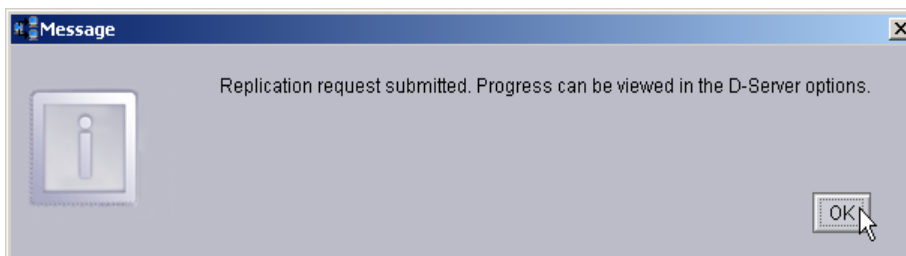 Message
Replication request submitted. Progress can be viewed in the D-Server options.
OK